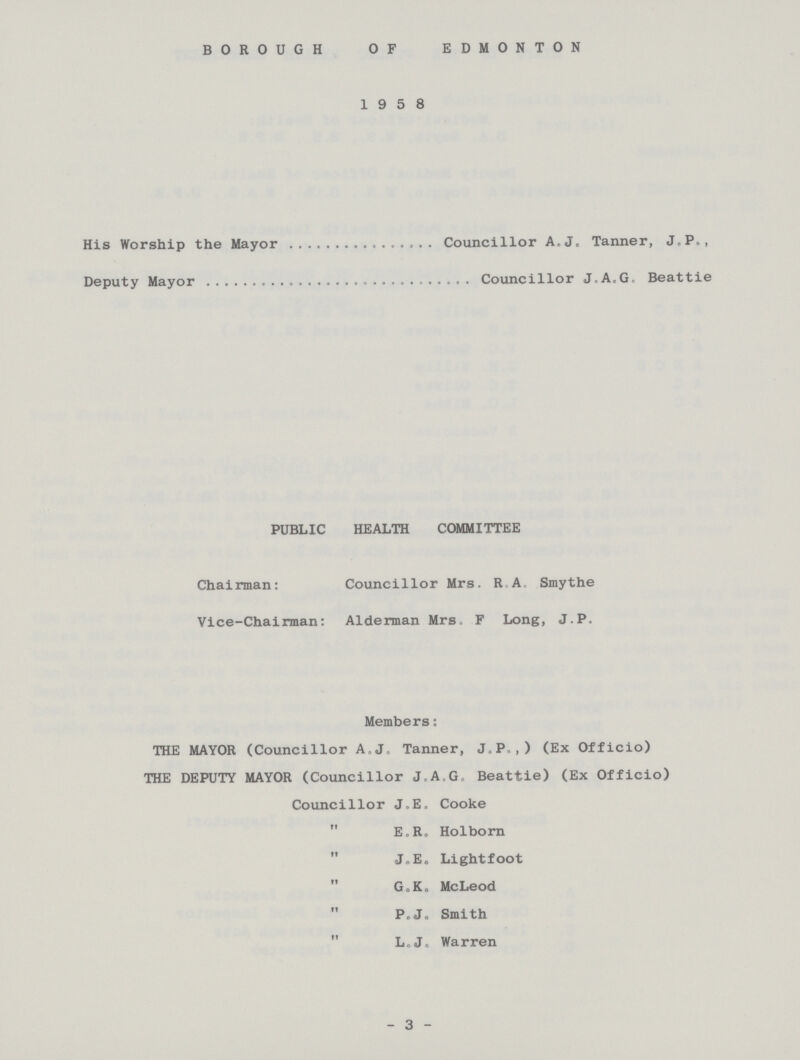 BOROUGH OF EDMONTON
1958
His Worship the Mayor ................ Councillor A.J. Tanner, J.P.,
Deputy Mayor ............................. Councillor J.A.G. Beattie
PUBLIC HEALTH COMMITTEE
Chairman: Councillor Mrs. R.A. Smythe
Vice-Chairman: Alderman Mrs. F Long, J.P.
Members:
THE MAYOR (Councillor A.J. Tanner, J.P.,) (Ex Officio)
THE DEPUTY MAYOR (Councillor J.A.G. Beattie) (Ex Officio)
Councillor J.E. Cooke
" E.R. Holborn
" J.E. Lightfoot
" G.K. McLeod
" P.J. Smith
" L.J. Warren
- 3 -